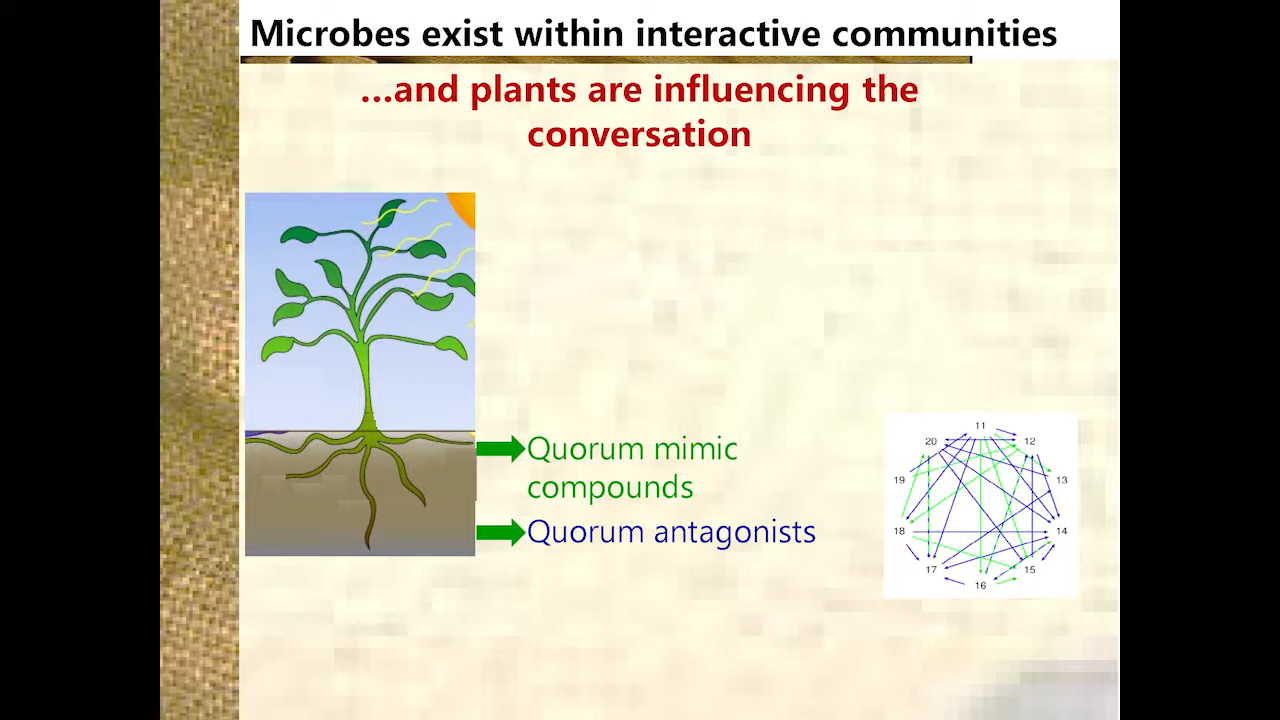 Microbes exist within interactive communities
...and plants are influencing the
conversation
Quorum mimic
compounds
Quorum antagonists
11
20
12
19
13
18
14
17
15
16